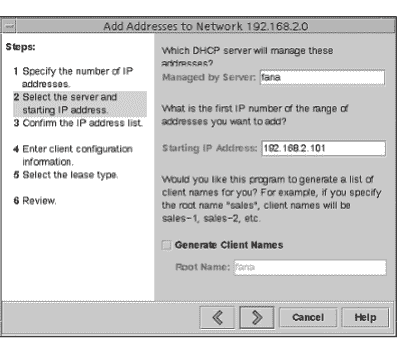 Add Addresses to Network 192.168.2.0
Steps:
1 Specify the number of IP
addresses.
2 Select the server and
starting IP address.
3 Confirm the IP address list.
4 Enter client configuration
information.
5 Select the lease type.
6 Review.
Which DHCP server will manage these
addresses?
Managed by Server: fana
What is the first IP number of the range of
addresses you want to add?
Starting IP Address: 192.168.2.101
Would you like this program to generate a list of
client names for you? For example, if you specify
the root name "sales", client names will be
sales-1, sales-2, etc.
Generate Client Names
Root Name: fana
Cancel
Help